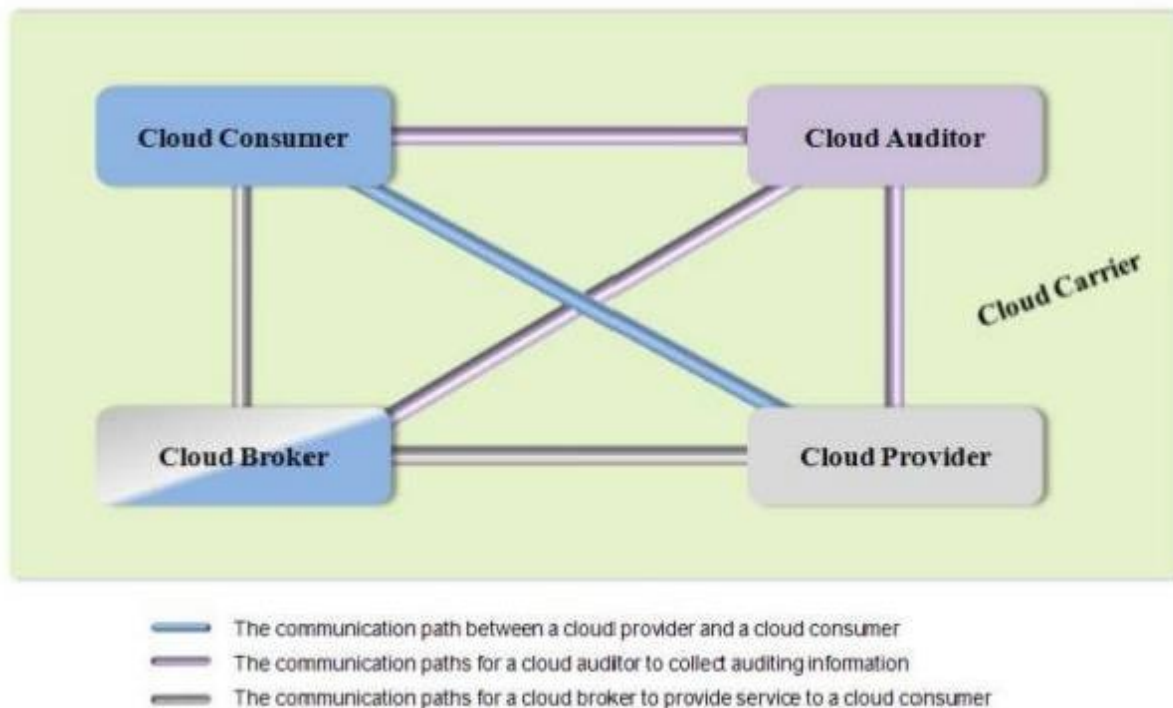 Cloud Consumer
Cloud Auditor
Cloud Carrier
Cloud Broker
Cloud Provider
The communication path between a cloud provider and a cloud consumer
The communication paths for a cloud auditor to collect auditing information
The communication paths for a cloud broker to provide service to a cloud consumer